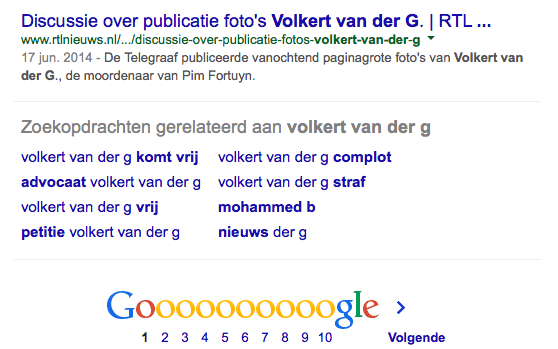 Discussie over publicatie foto's Volkert van der G. | RTL ...
www.rtlnieuws.nl/.../discussie-over-publicatie-fotos-volkert-van-der-g
17 jun. 2014 - De Telegraaf publiceerde vanochtend paginagrote foto's van Volkert van
der G., de moordenaar van Pim Fortuyn.
Zoekopdrachten gerelateerd aan volkert van der g
volkert van der g komt vrij volkert van der g complot
advocaat volkert van der g volkert van der g straf
volkert van der g vrij mohammed b
petitie volkert van der g nieuws der g
Goooooooooogle >
1 2 3 4 5 6 7 8 9 10 Volgende